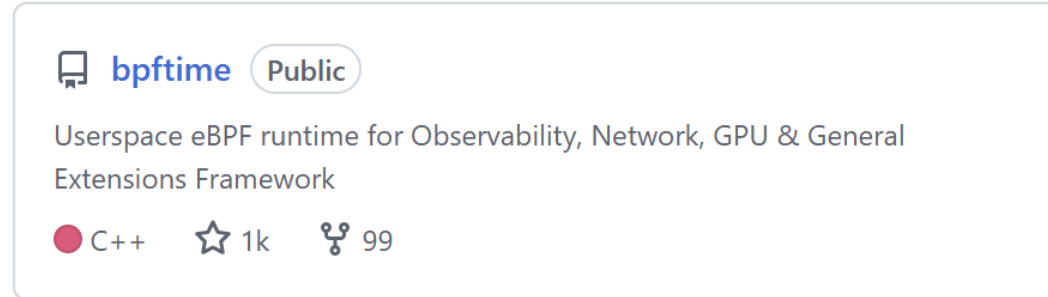 bpftime Public
Userspace eBPF runtime for Observability, Network, GPU & General
Extensions Framework
C++ 1k 99